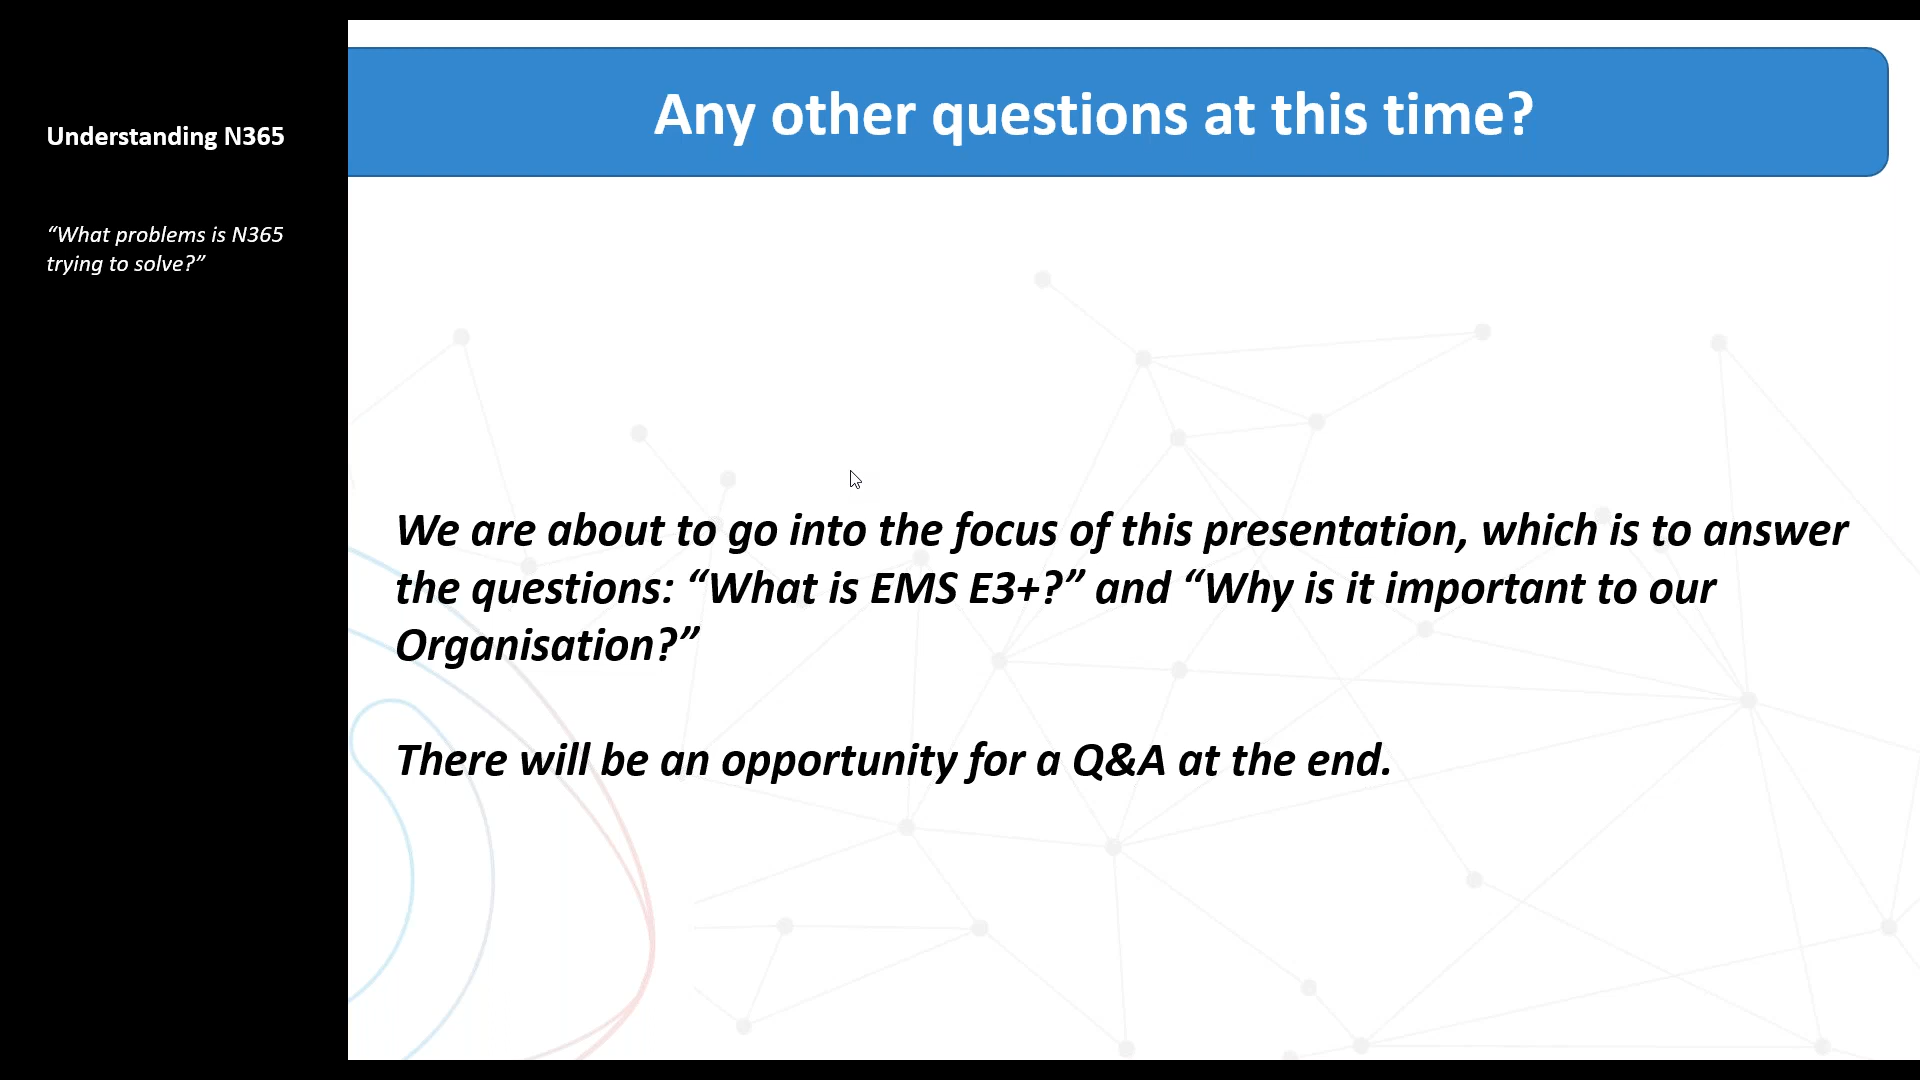 Understanding N365
“What problems is N365
trying to solve?”
Any other questions at this time?
We are about to go into the focus of this presentation, which is to answer
the questions: “What is EMS E3+?” and “Why is it important to our
Organisation?”
There will be an opportunity for a Q&A at the end.